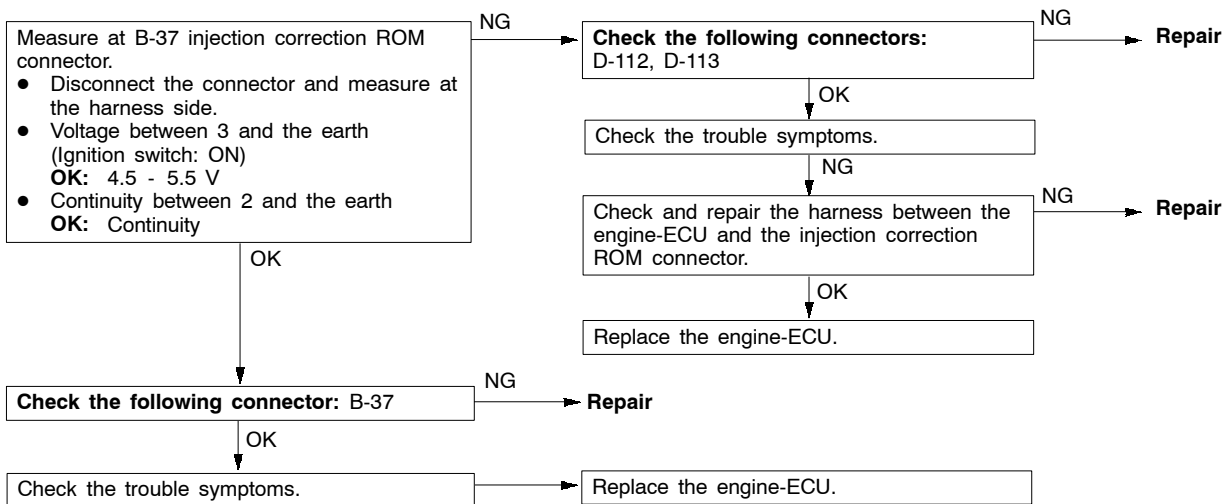 Measure at B-37 injection correction ROM
connector.
● Disconnect the connector and measure at
the harness side.
● Voltage between 3 and the earth
(Ignition switch: ON)
OK: 4.5 - 5.5 V
● Continuity between 2 and the earth
OK: Continuity
NG
Check the following connectors:
D-112, D-113
NG
Repair
OK
Check the trouble symptoms.
NG
Check and repair the harness between the
engine-ECU and the injection correction
ROM connector.
NG
Repair
OK
Replace the engine-ECU.
OK
Check the following connector: B-37
NG
Repair
OK
Check the trouble symptoms.
Replace the engine-ECU.